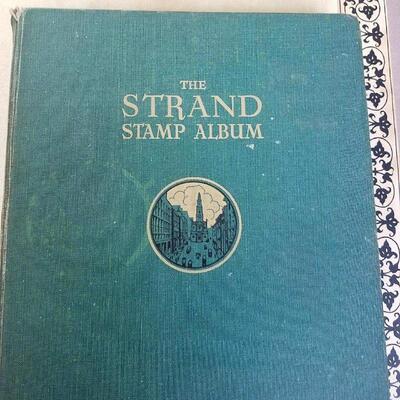 THE
STRAND
STAMP ALBUM